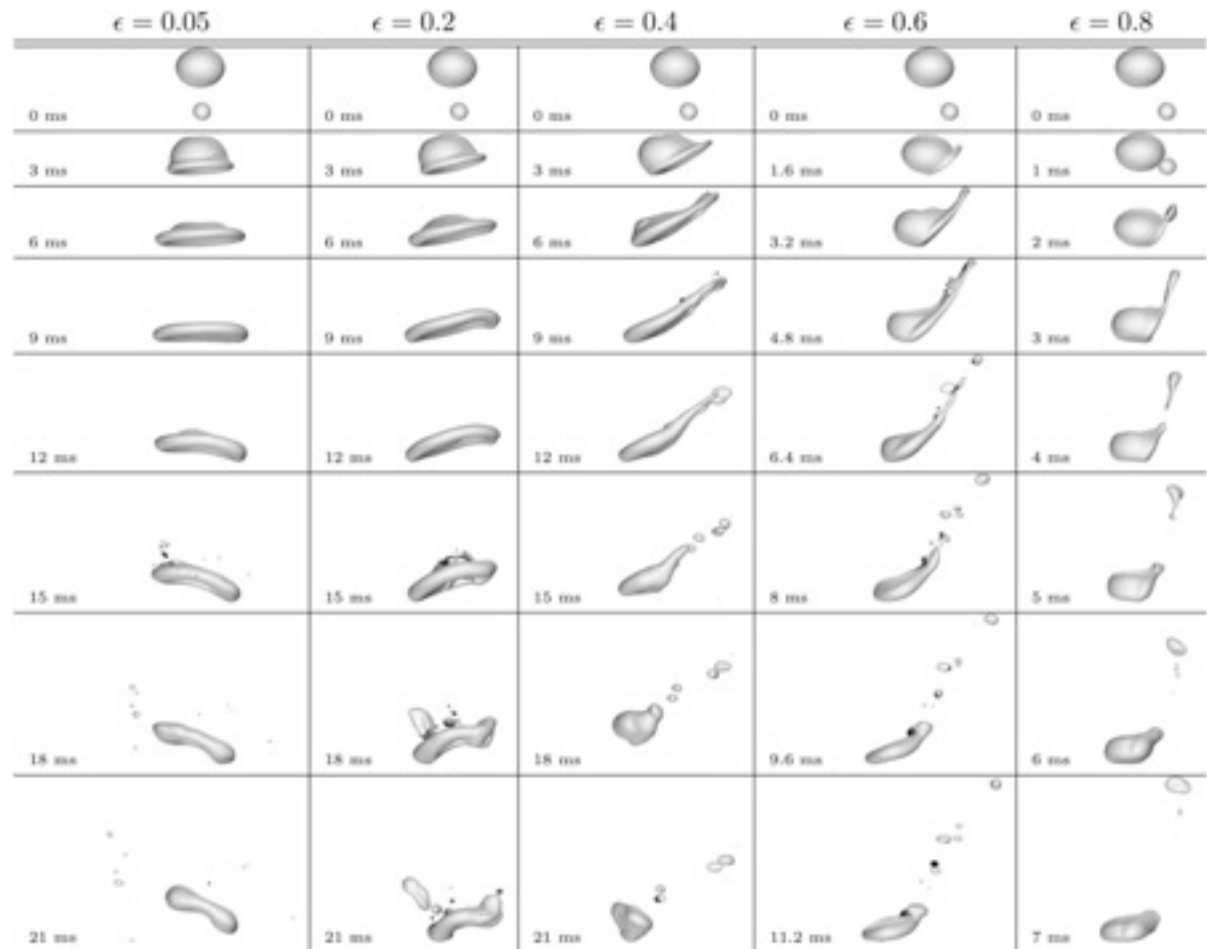 ϵ = 0.05 ϵ = 0.2 ϵ = 0.4 ϵ = 0.6 ϵ = 0.8
0 ms 0 ms 0 ms 0 ms 0 ms
3 ms 3 ms 3 ms 1.6 ms 1 ms
6 ms 6 ms 6 ms 3.2 ms 2 ms
9 ms 9 ms 9 ms 4.8 ms 3 ms
12 ms 12 ms 12 ms 6.4 ms 4 ms
15 ms 15 ms 15 ms 8 ms 5 ms
18 ms 18 ms 18 ms 9.6 ms 6 ms
21 ms 21 ms 21 ms 11.2 ms 7 ms